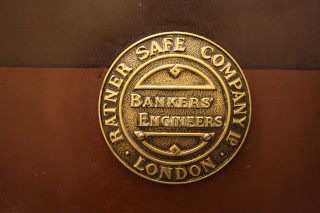 RATNER SAFE COMPANY LD
BANKERS'
ENGINEERS
LONDON